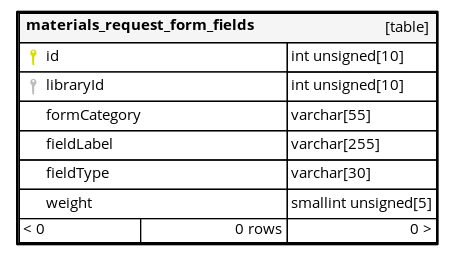 materials_request_form_fields [table]
id int unsigned[10]
libraryId int unsigned[10]
formCategory varchar[55]
fieldLabel varchar[255]
fieldType varchar[30]
weight smallint unsigned[5]
< 0 0 rows 0 >